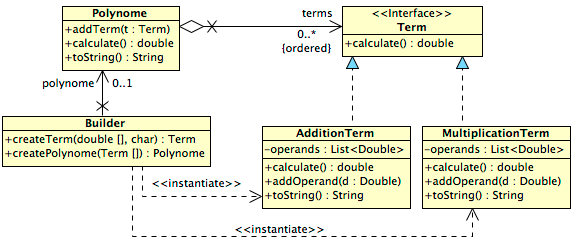 Polynome
+addTerm(t : Term)
+calculate() : double
+toString() : String
terms
0..*
{ordered}
<<Interface>>
Term
+calculate() : double
polynome
0..1
Builder
+createTerm(double [], char) : Term
+createPolynome(Term []) : Polynome
AdditionTerm
-operands : List<Double>
+calculate() : double
+addOperand(d : Double)
+toString() : String
MultiplicationTerm
-operands : List<Double>
+calculate() : double
+addOperand(d : Double)
+toString() : String
<<instantiate>>
<<instantiate>>